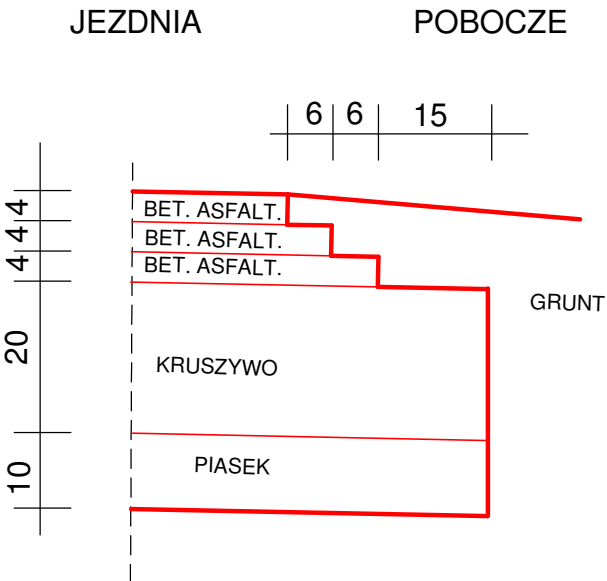 JEZDNIA POBOCZE
6 6 15
4 BET. ASFALT.
4 BET. ASFALT.
4 BET. ASFALT.
GRUNT
20 KRUSZYWO
10 PIASEK